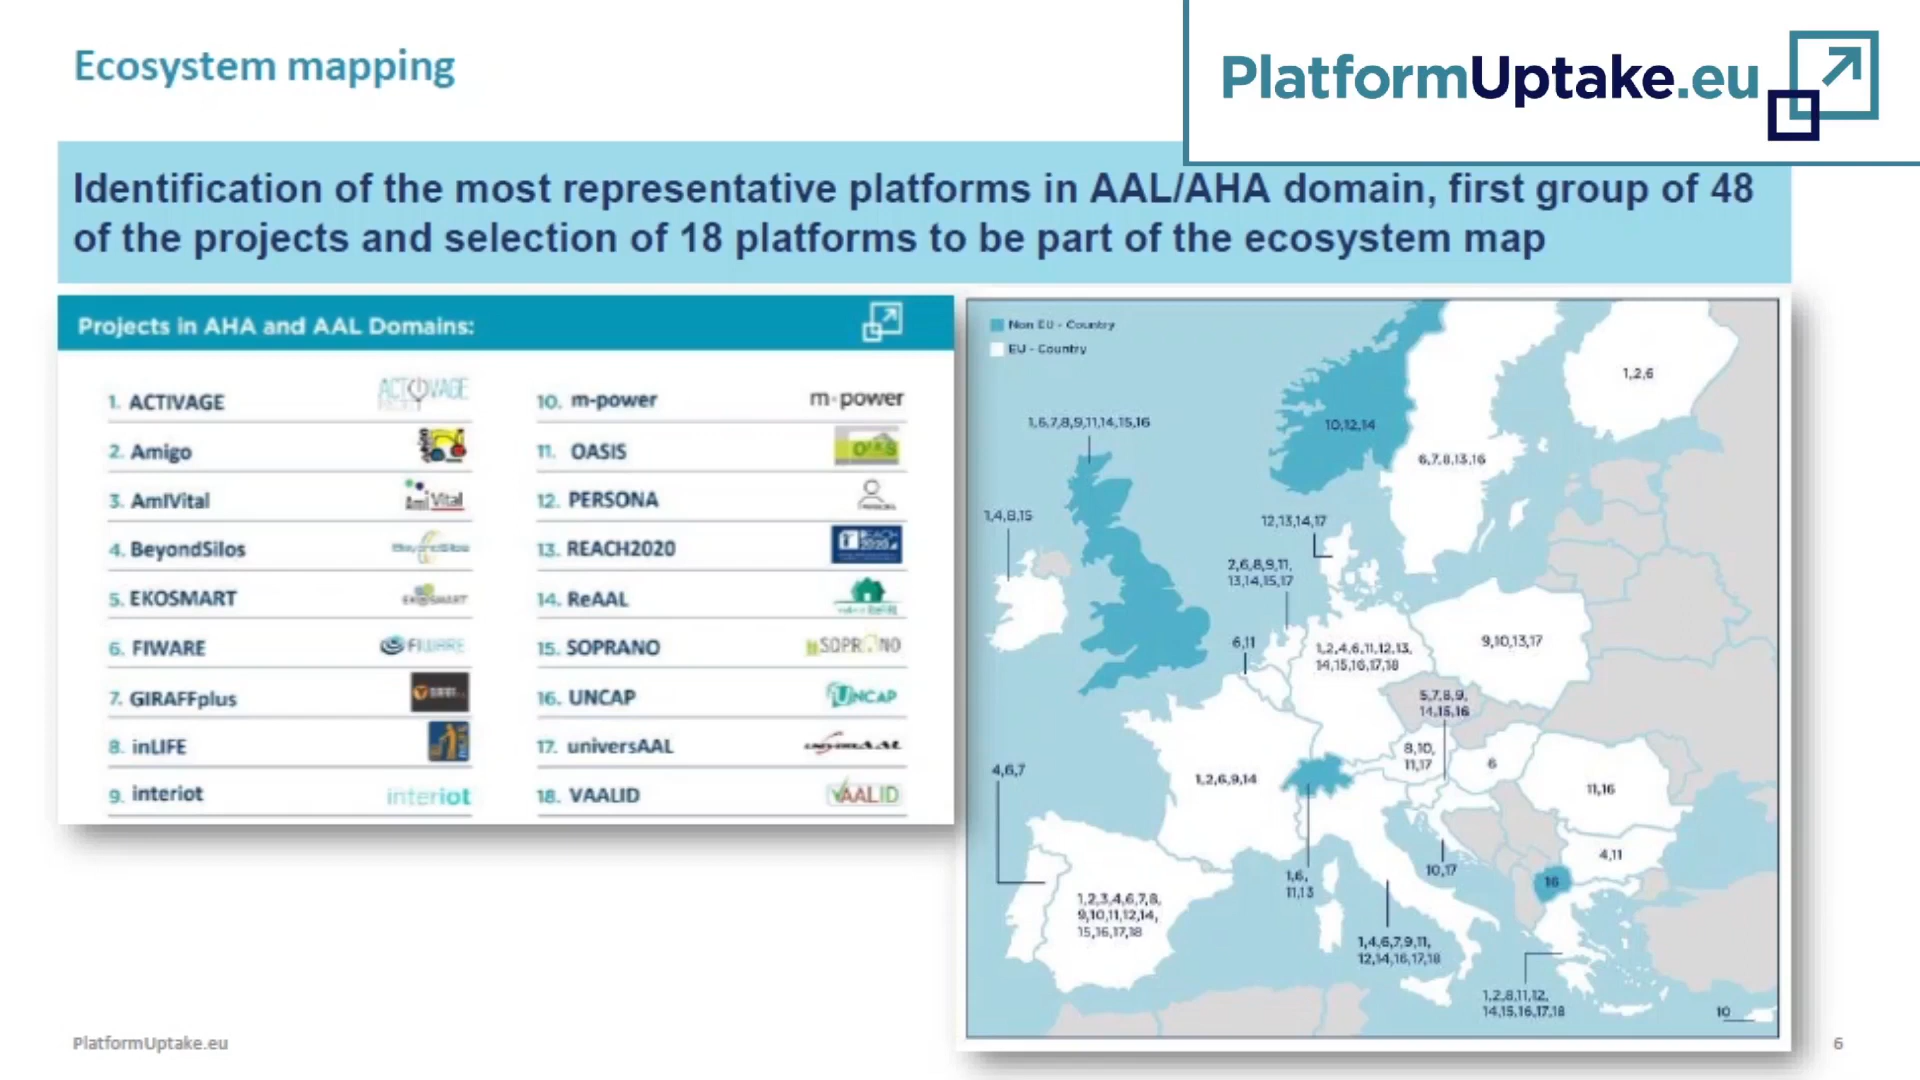 Ecosystem mapping
PlatformUptake.eu
Identification of the most representative platforms in AAL/AHA domain, first group of 48
of the projects and selection of 18 platforms to be part of the ecosystem map
Projects in AHA and AAL Domains:
1. ACTIVAGE
2. Amigo
3. AmIVital
AmiVital
4. BeyondSilos
BeyondSilos
5. EKOSMART
EKOSMART
6. FIWARE
FIWARE
7. GIRAFFplus
8. inLIFE
9. interiot
interiot
10. m-power
m-power
11. OASIS
OASIS
12. PERSONA
13. REACH2020
REACH
2020
14. ReAAL
15. SOPRANO
SOPRANO
16. UNCAP
UNCAP
17. universAAL
universAAL
18. VAALID
VAALID
Non EU - Country
EU - Country
1,2,6
1,6,7,8,9,11,14,15,16
10,12,14
6,7,8,13,16
1,4,8,15
12,13,14,17
2,6,8,9,11,
13,14,15,17
6,11
1,2,4,6,11,12,13,
14,15,16,17,18
9,10,13,17
5,7,8,9,
14,15,16
8,10,
11,17
6
4,6,7
1,2,6,9,14
11,16
4,11
16
10,17
1,6,
11,13
1,2,3,4,6,7,8,
9,10,11,12,14,
15,16,17,18
1,4,6,7,9,11,
12,14,16,17,18
1,2,8,11,12,
14,15,16,17,18
10
PlatformUptake.eu
6